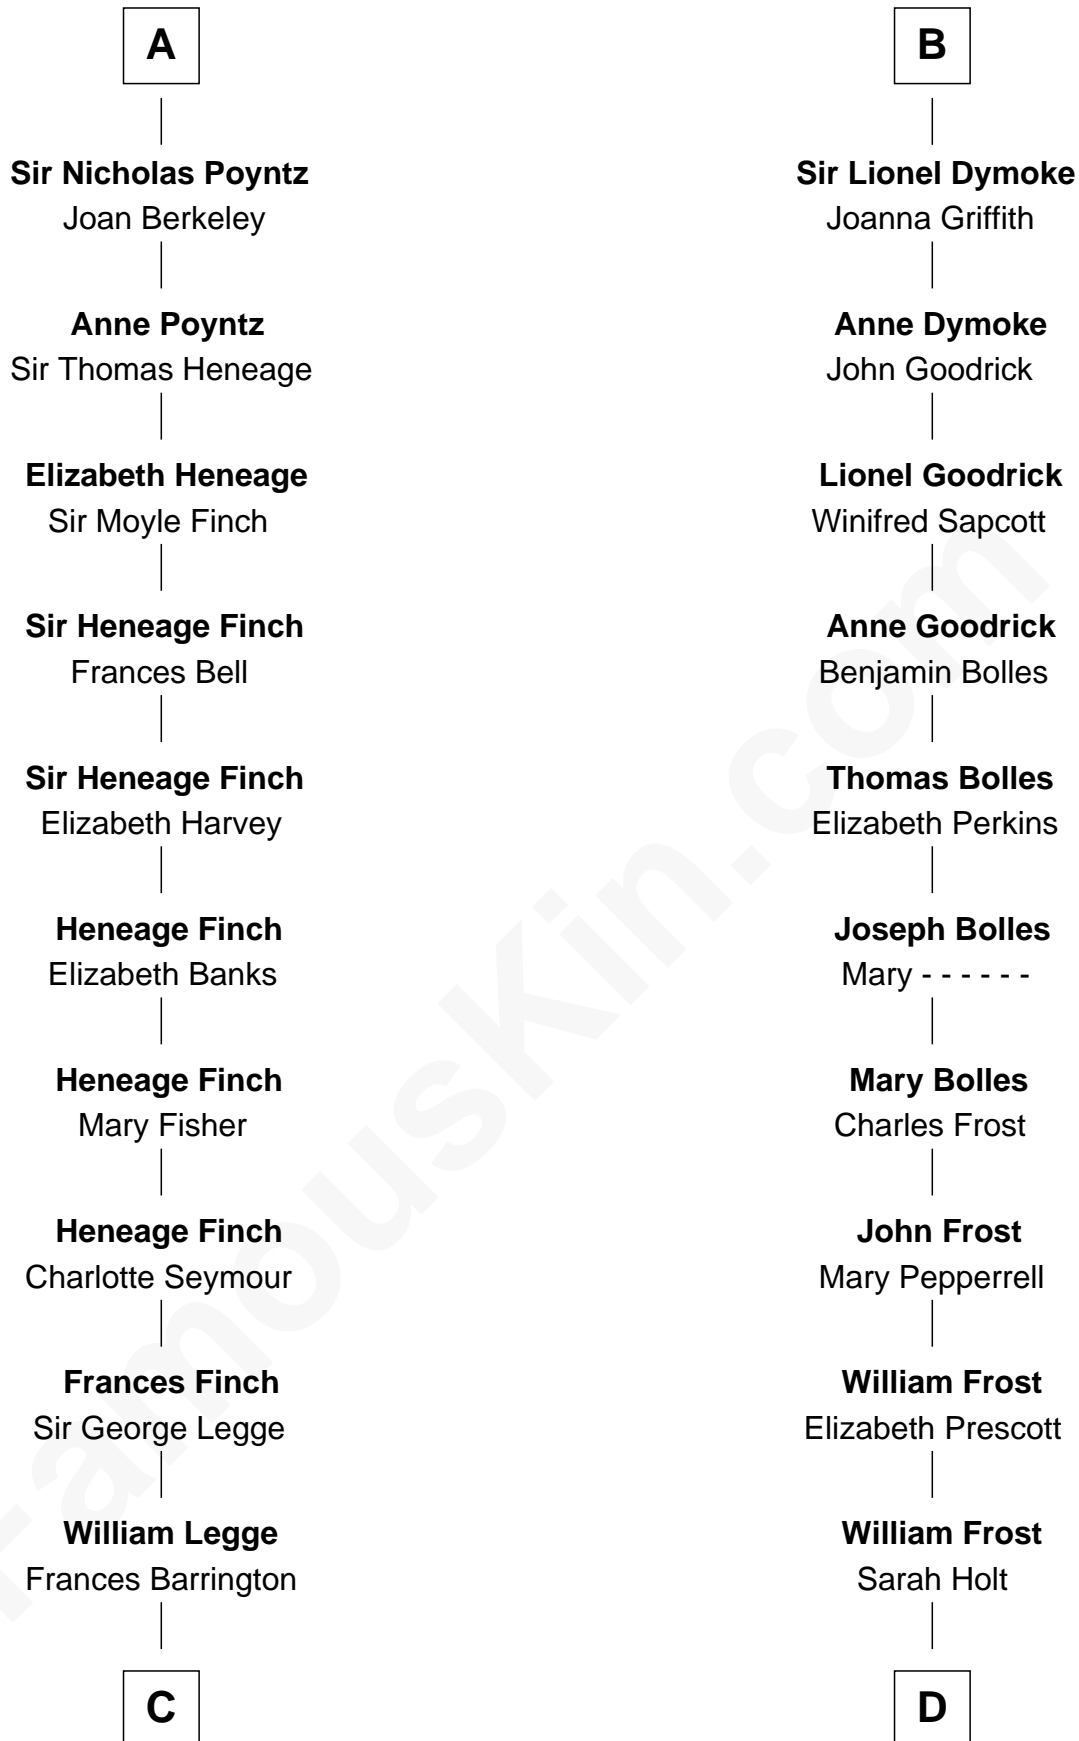 A
Sir Nicholas Poyntz
Joan Berkeley
Anne Poyntz
Sir Thomas Heneage
Elizabeth Heneage
Sir Moyle Finch
Sir Heneage Finch
Frances Bell
Sir Heneage Finch
Elizabeth Harvey
Heneage Finch
Elizabeth Banks
Heneage Finch
Mary Fisher
Heneage Finch
Charlotte Seymour
Frances Finch
Sir George Legge
William Legge
Frances Barrington
C
B
Sir Lionel Dymoke
Joanna Griffith
Anne Dymoke
John Goodrick
Lionel Goodrick
Winifred Sapcott
Anne Goodrick
Benjamin Bolles
Thomas Bolles
Elizabeth Perkins
Joseph Bolles
Mary - - - - - -
Mary Bolles
Charles Frost
John Frost
Mary Pepperrell
William Frost
Elizabeth Prescott
William Frost
Sarah Holt
D
FamousKin.com